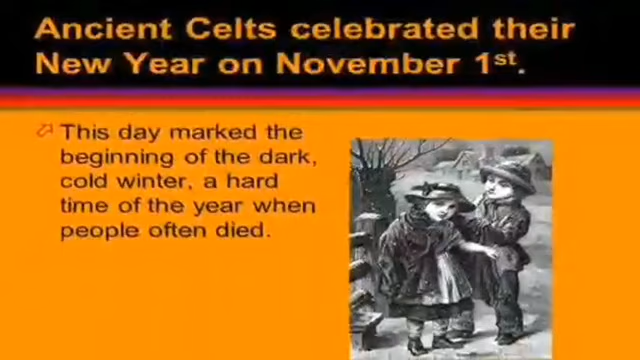 Ancient Celts celebrated their
New Year on November 1st.
This day marked the
beginning of the dark,
cold winter, a hard
time of the year when
people often died.